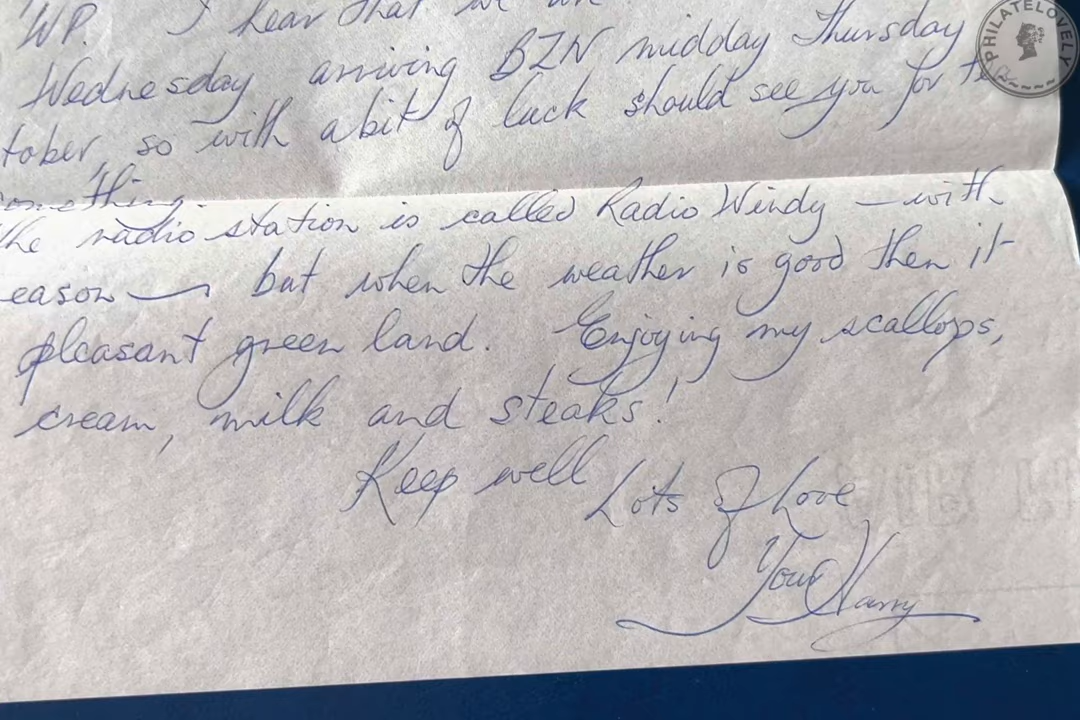 WP. I hear that we
Wednesday arriving BZN midday Thursday
tober, so with a bit of luck should see you for
something.
the radio station is called Radio Windy – with
eason – but when the weather is good then it
pleasant green land. Enjoying my scallops,
cream, milk and steaks!
Keep well
Lots of Love
Your Harry
PHILATELOVELY